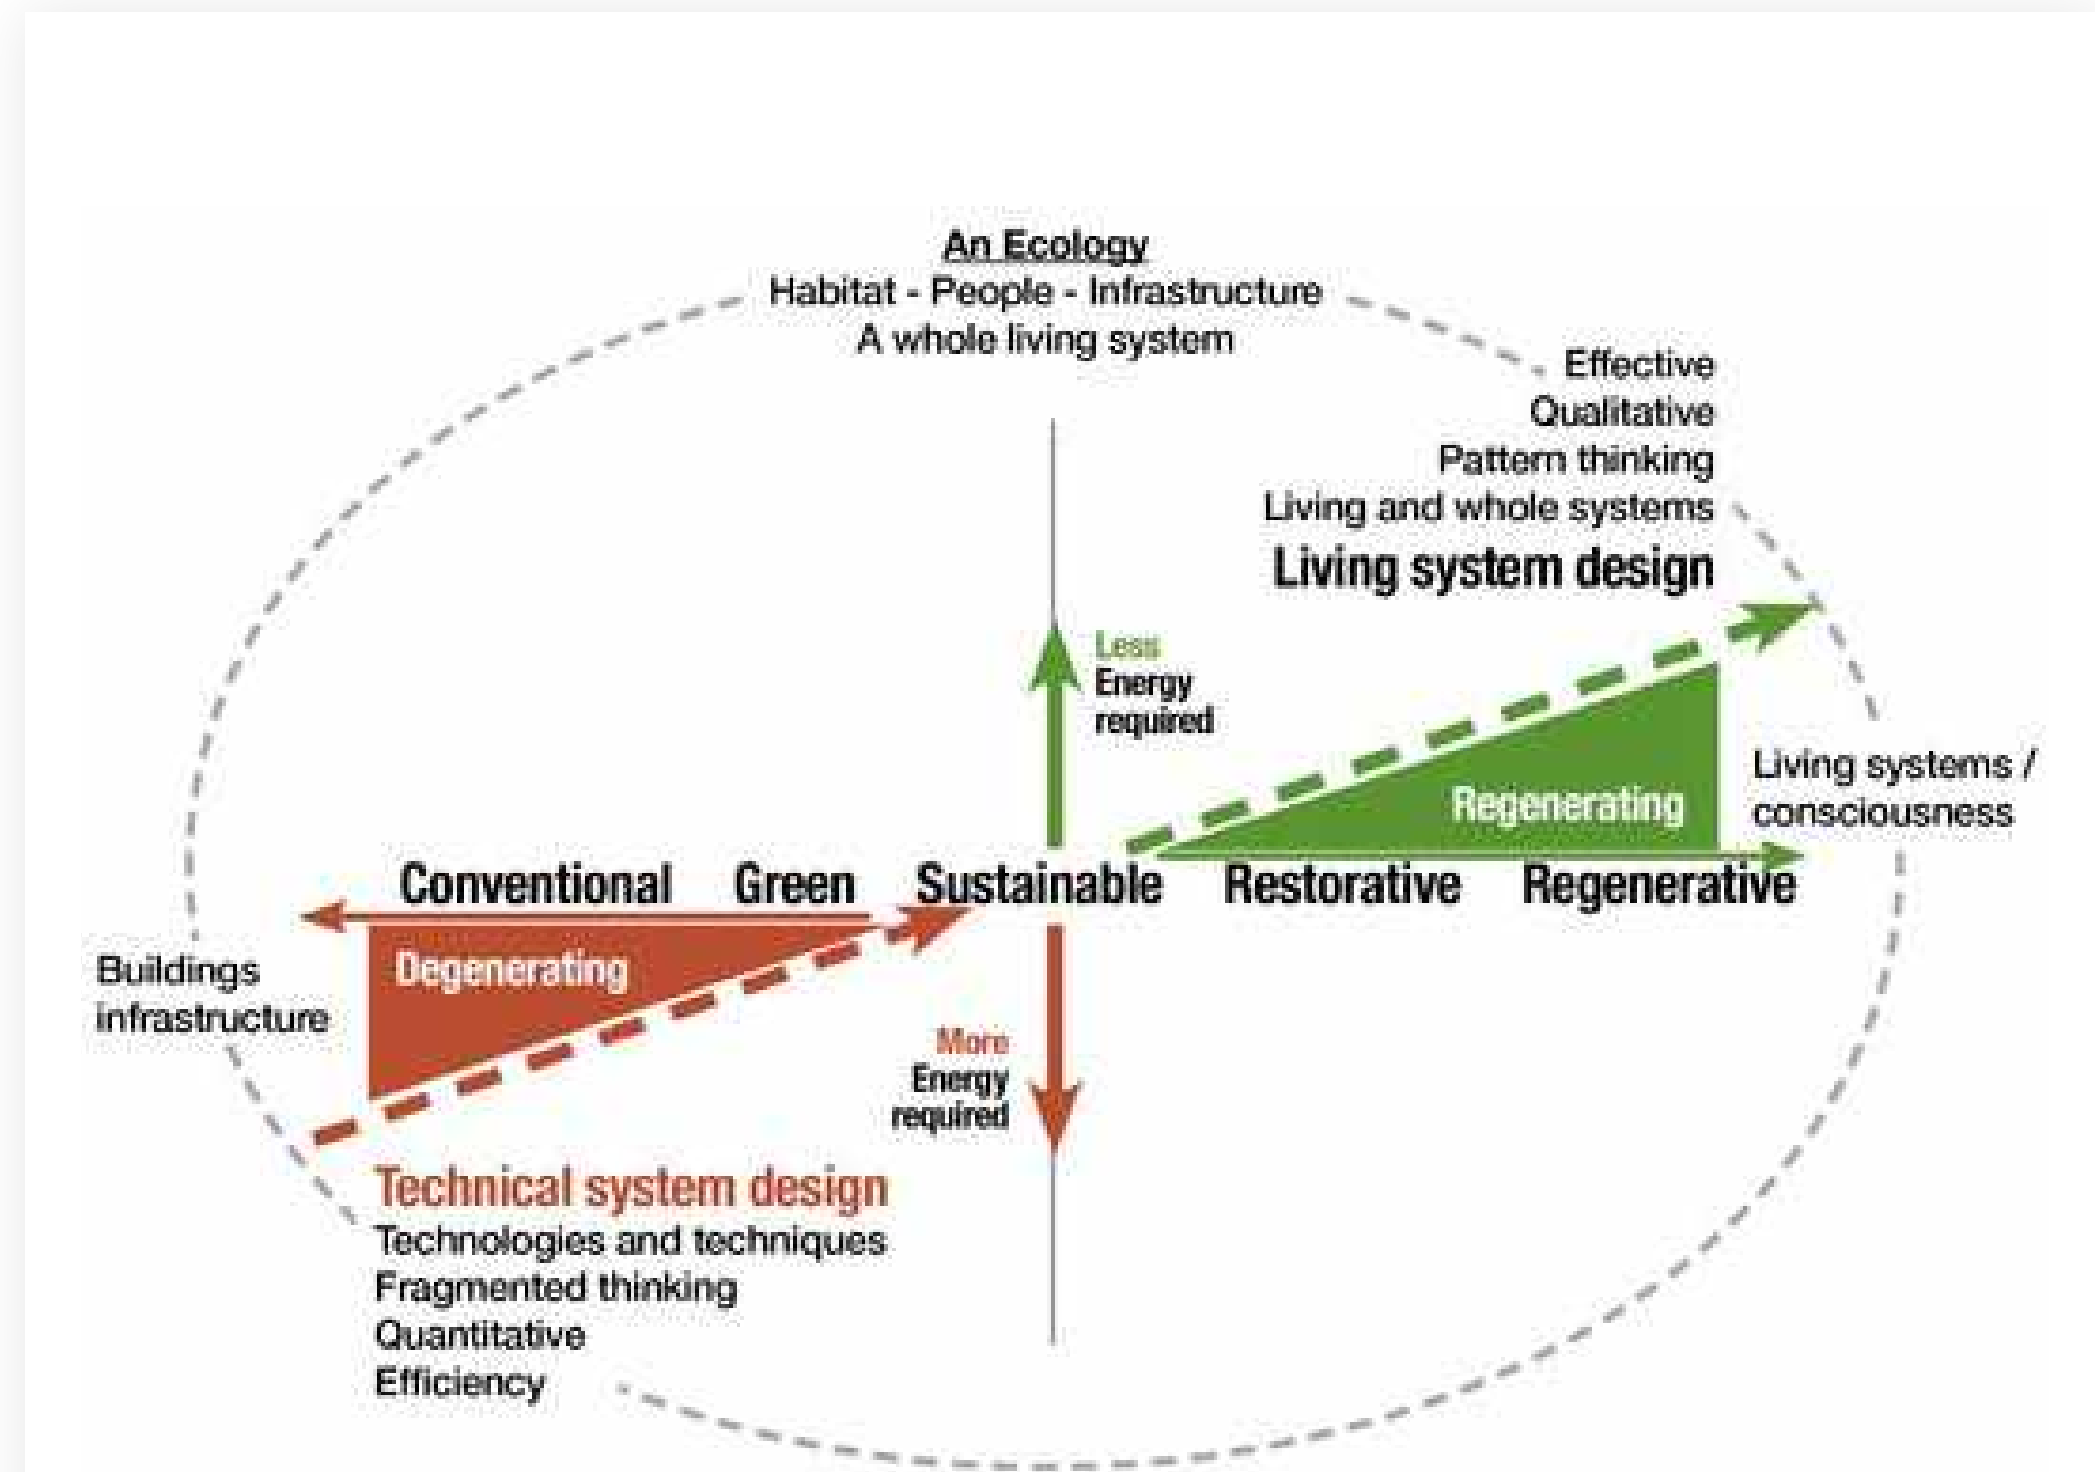 An Ecology
Habitat - People - Infrastructure
A whole living system
Effective
Qualitative
Pattern thinking
Living and whole systems
Living system design
Less
Energy
required
Regenerating
Living systems /
consciousness
Conventional Green Sustainable Restorative Regenerative
Degenerating
Buildings
infrastructure
More
Energy
required
Technical system design
Technologies and techniques
Fragmented thinking
Quantitative
Efficiency